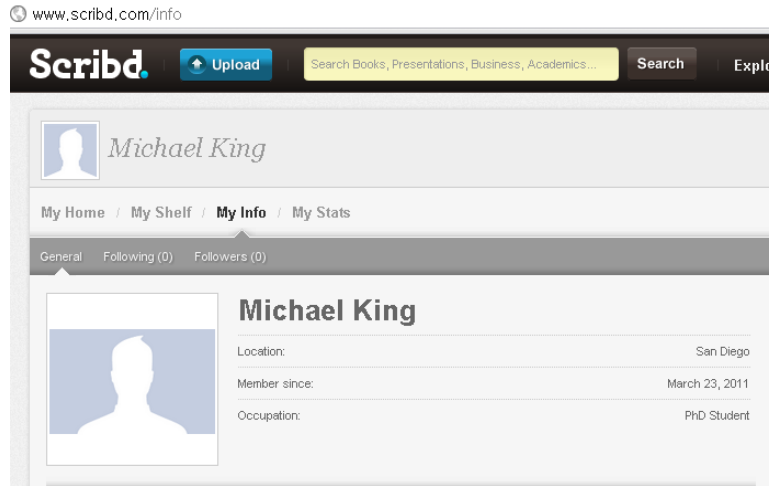 www.scribd.com/info
Scribd. Upload Search Books, Presentations, Business, Academics... Search
Michael King
My Home / My Shelf / My Info / My Stats
General Following (0) Followers (0)
Michael King
Location: San Diego
Member since: March 23, 2011
Occupation: PhD Student